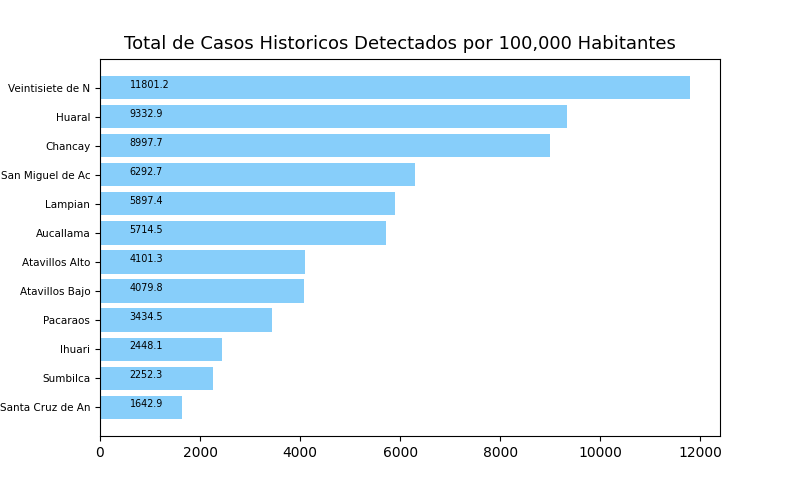 Total de Casos Historicos Detectados por 100,000 Habitantes
Veintisiete de N 11801.2
Huaral 9332.9
Chancay 8997.7
San Miguel de Ac 6292.7
Lampian 5897.4
Aucallama 5714.5
Atavillos Alto 4101.3
Atavillos Bajo 4079.8
Pacaraos 3434.5
Ihuari 2448.1
Sumbilca 2252.3
Santa Cruz de An 1642.9
0 2000 4000 6000 8000 10000 12000